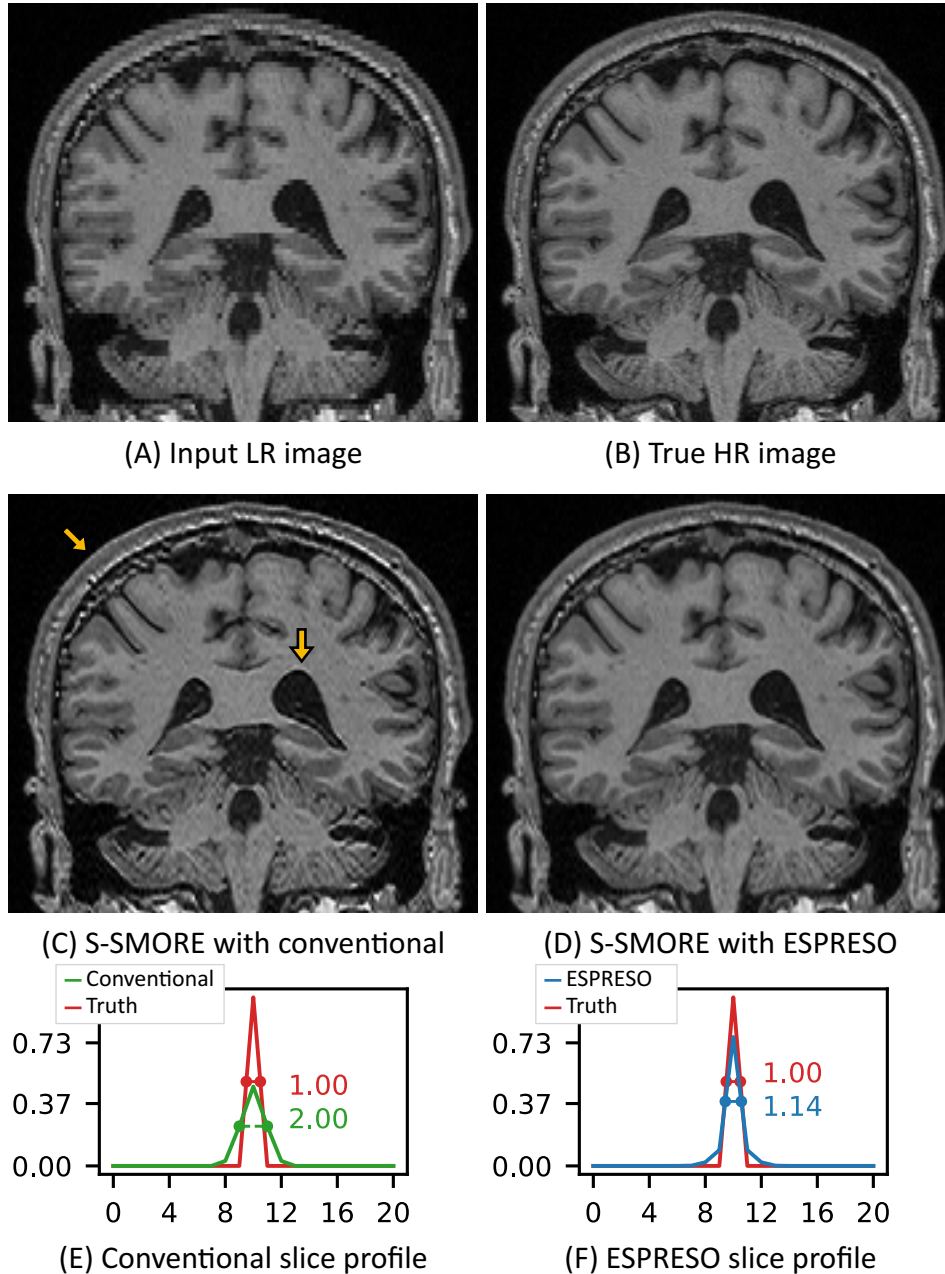 (A) Input LR image
(B) True HR image
(C) S-SMORE with conventional
(D) S-SMORE with ESPRESO
Conventional
Truth
0.73
0.37
0.00
1.00
2.00
0 4 8 12 16 20
(E) Conventional slice profile
ESPRESO
Truth
0.73
0.37
0.00
1.00
1.14
0 4 8 12 16 20
(F) ESPRESO slice profile